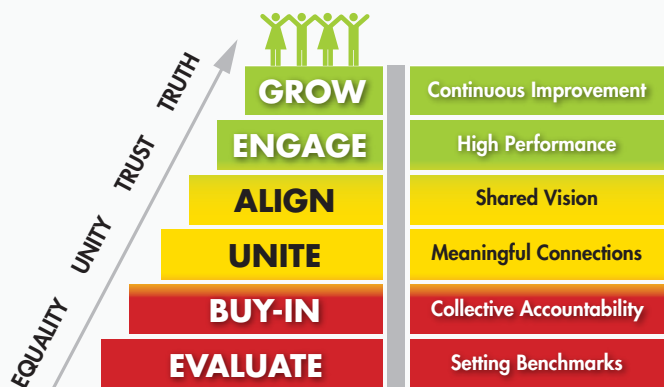 GROW
Continuous Improvement
ENGAGE
High Performance
ALIGN
Shared Vision
UNITE
Meaningful Connections
BUY-IN
Collective Accountability
EVALUATE
Setting Benchmarks
EQUALITY UNITY TRUST TRUTH